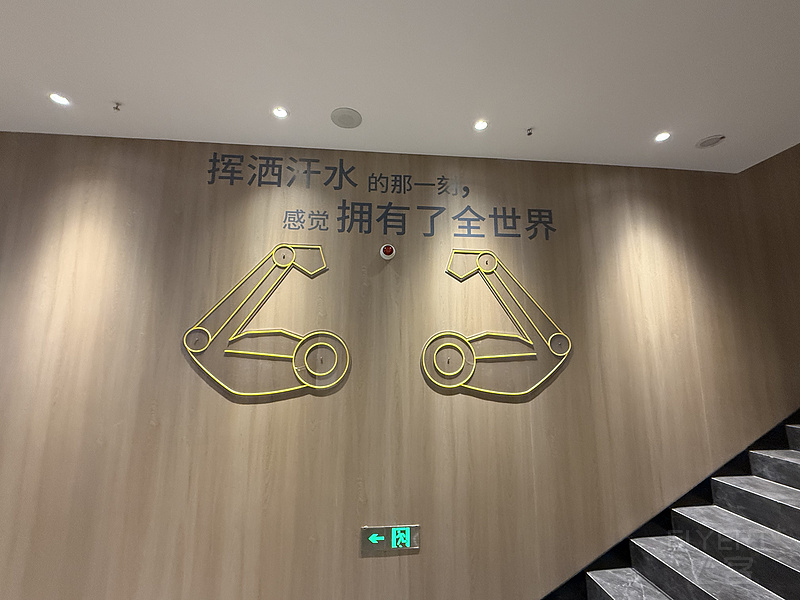 挥洒汗水 的那一刻，
感觉 拥有了全世界